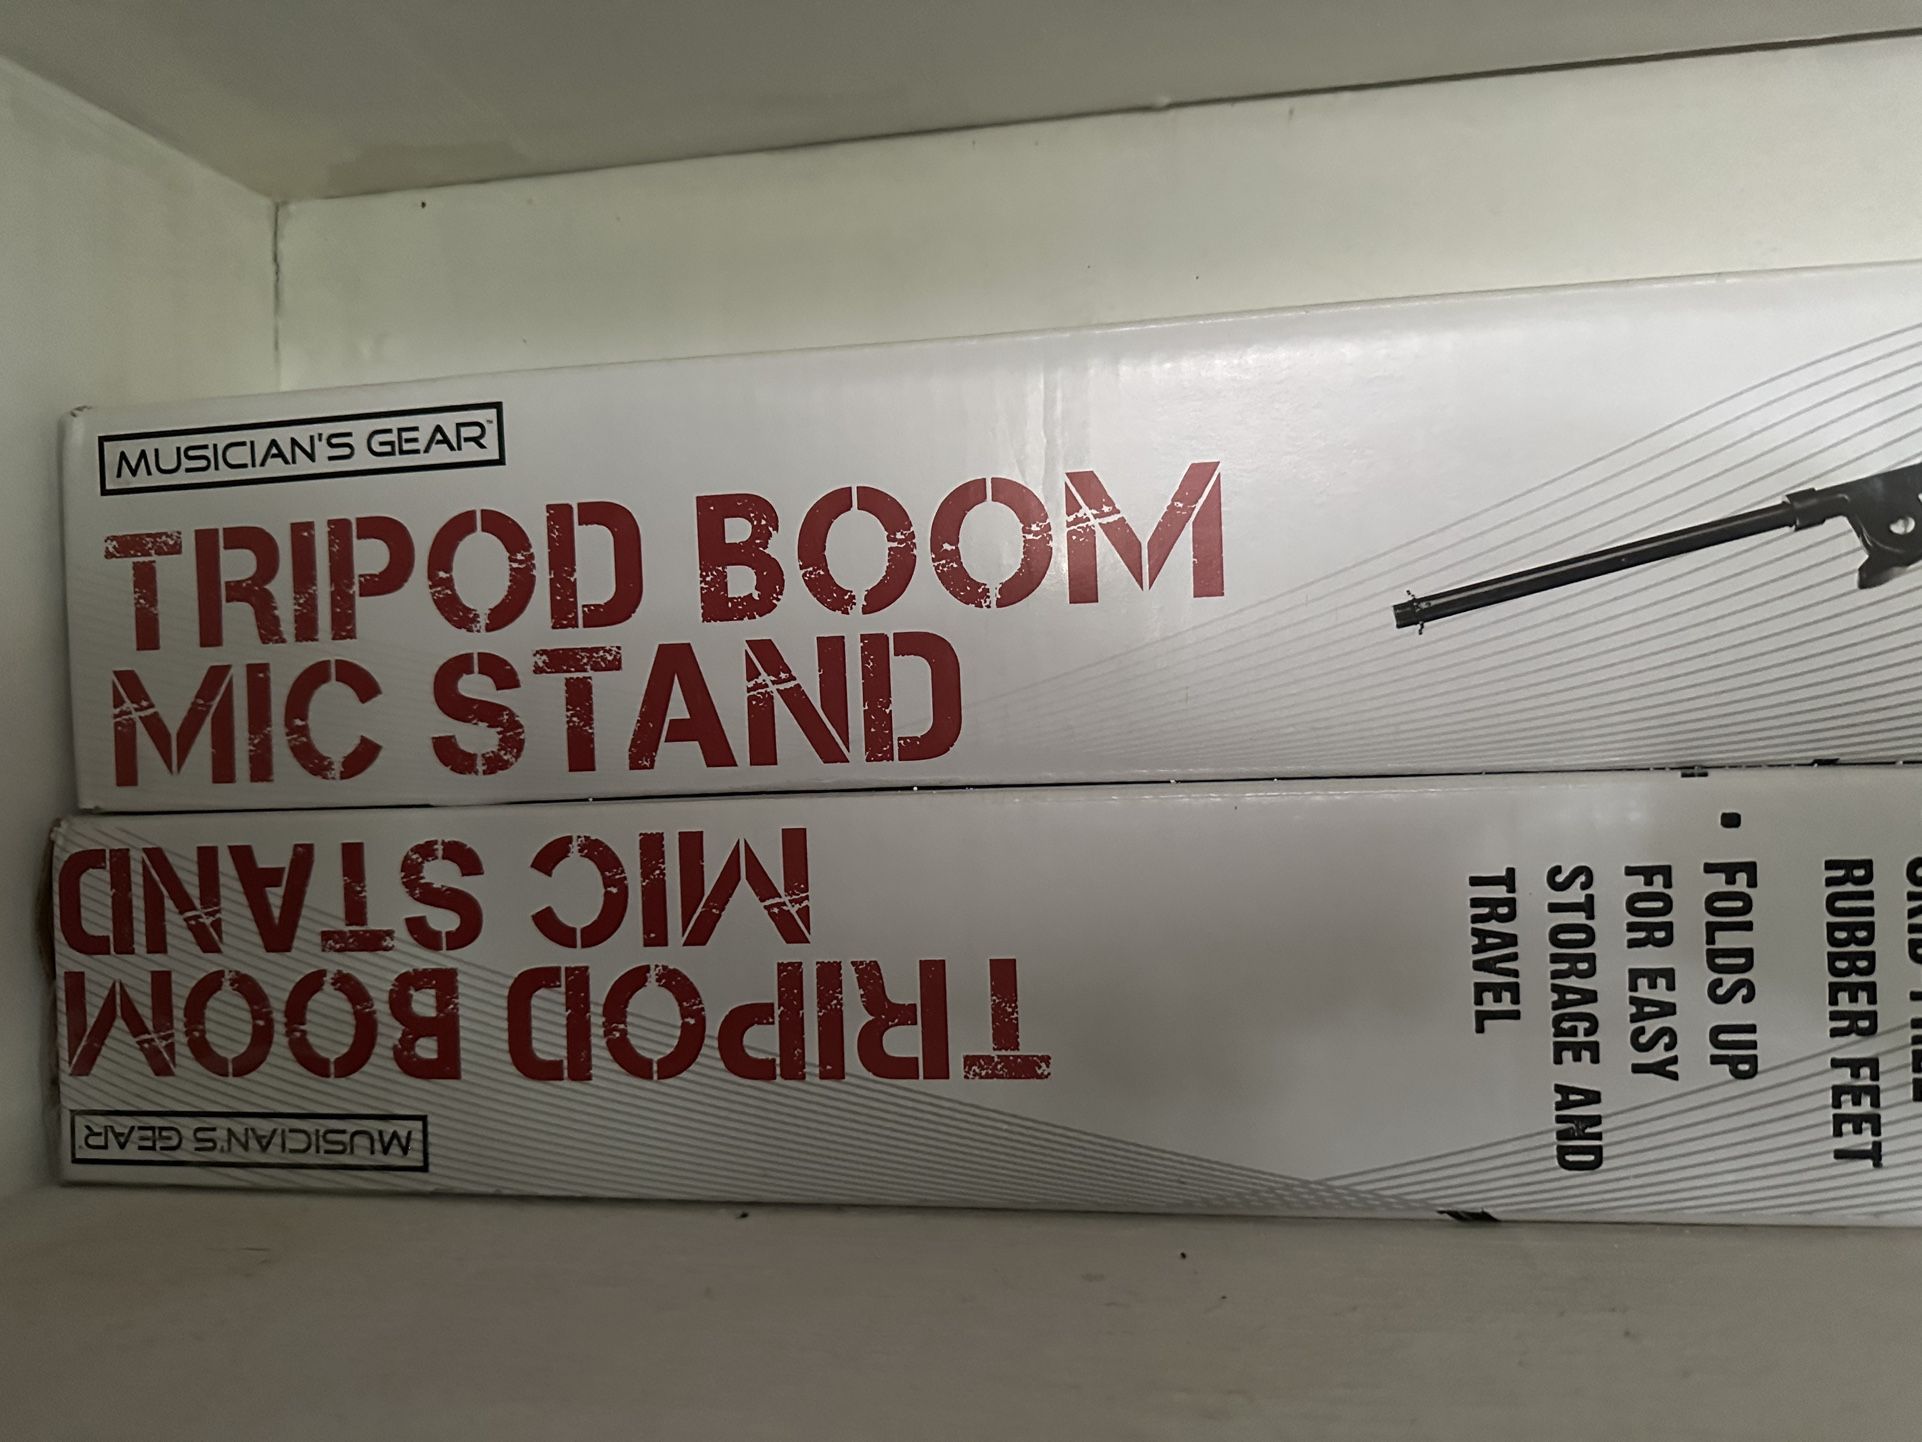 MUSICIAN'S GEAR™
TRIPOD BOOM
MIC STAND
MUSICIAN'S GEAR
TRIPOD BOOM
MIC STAND
RUBBER FEET
• FOLDS UP
FOR EASY
STORAGE AND
TRAVEL